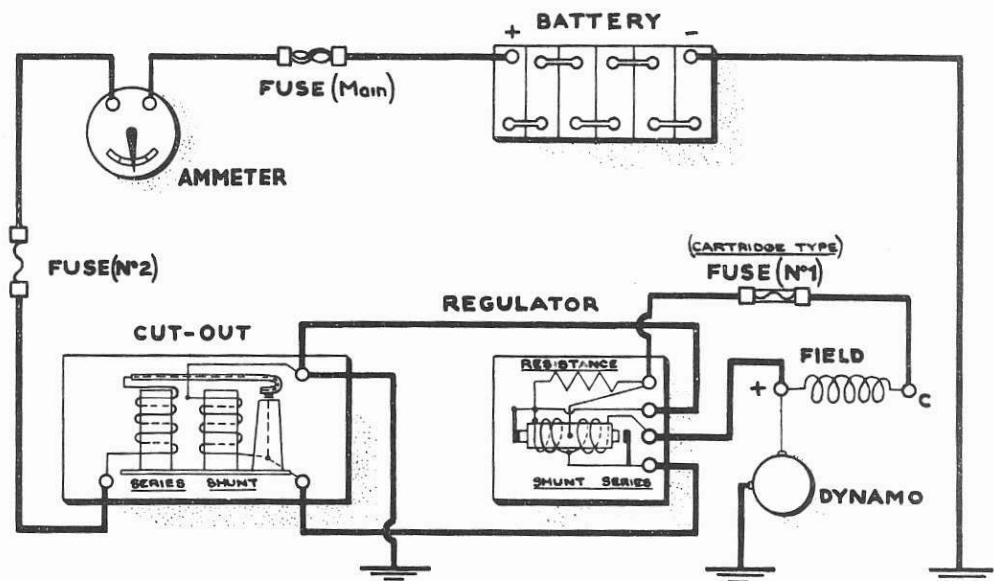 BATTERY
+ -
FUSE (Main)
AMMETER
FUSE (Nº2)
(CARTRIDGE TYPE)
FUSE (Nº1)
REGULATOR
CUT-OUT
FIELD
RESISTANCE
+
C
SERIES SHUNT
SHUNT SERIES
DYNAMO